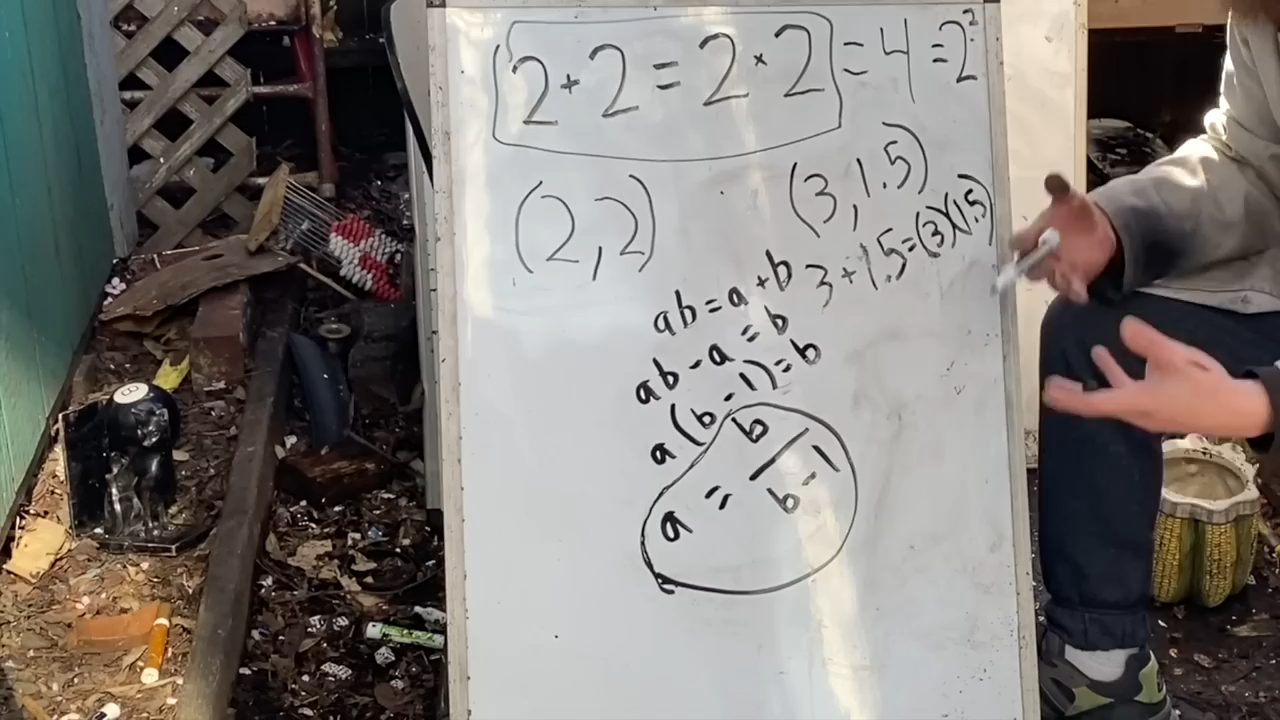 2 + 2 = 2 × 2 = 4 = 2²
(2, 2)
(3, 1.5)
3 + 1.5 = (3)(1.5)
ab = a + b
ab - a = b
a(b - 1) = b
a = b / b - 1
8